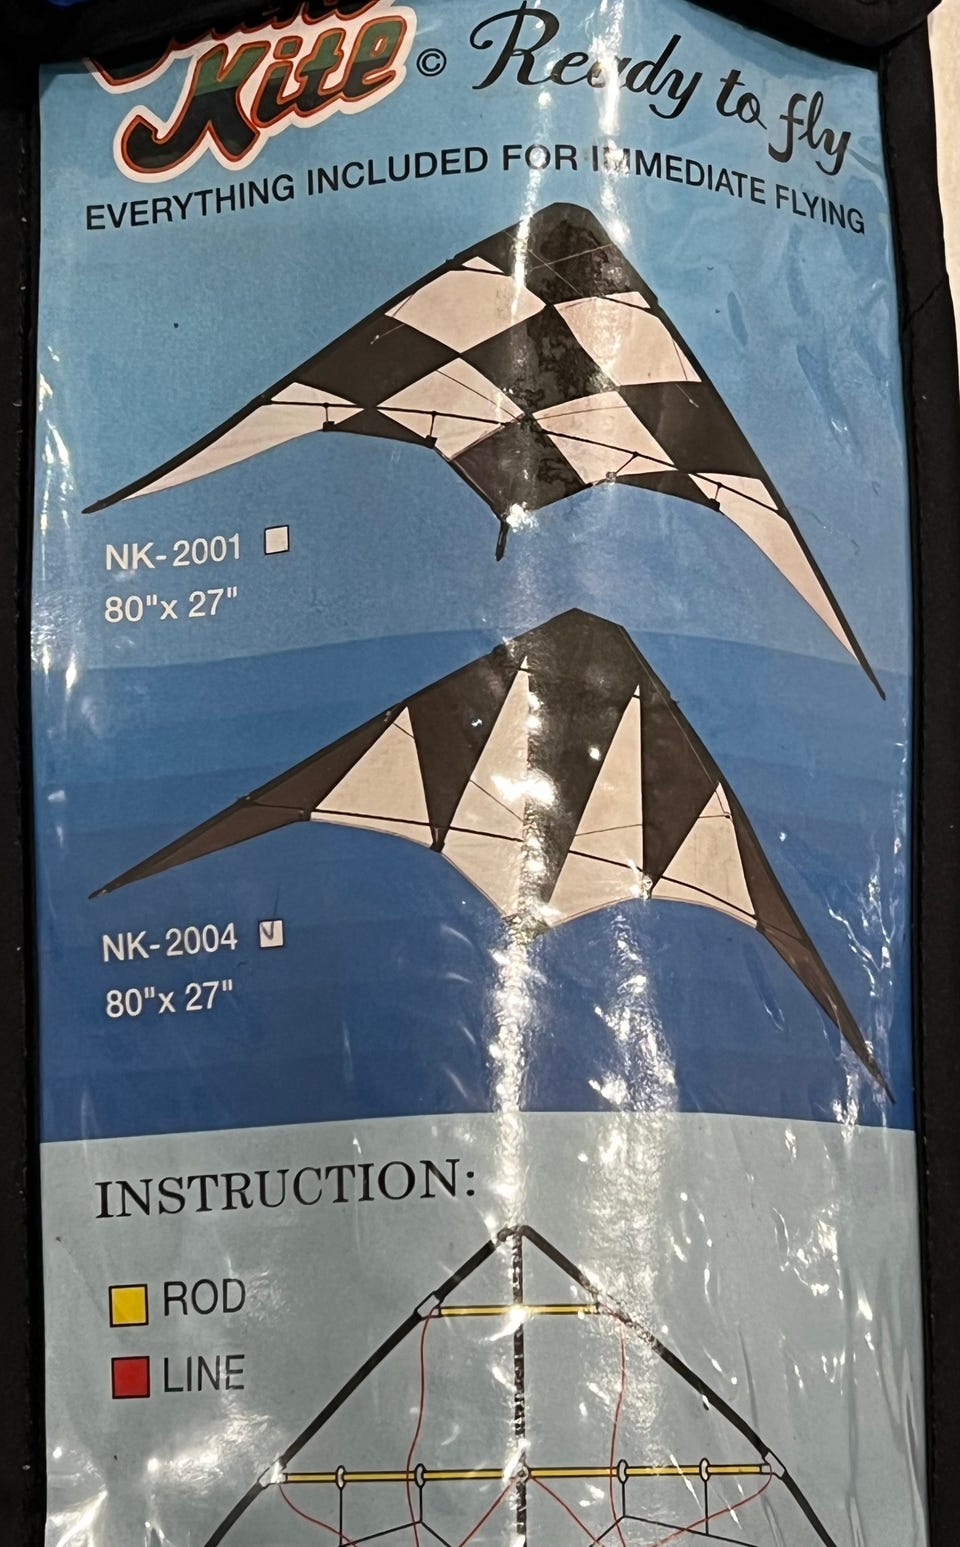 Kite © Ready to fly
EVERYTHING INCLUDED FOR IMMEDIATE FLYING
NK-2001
80"x 27"
NK-2004
80"x 27"
INSTRUCTION:
ROD
LINE